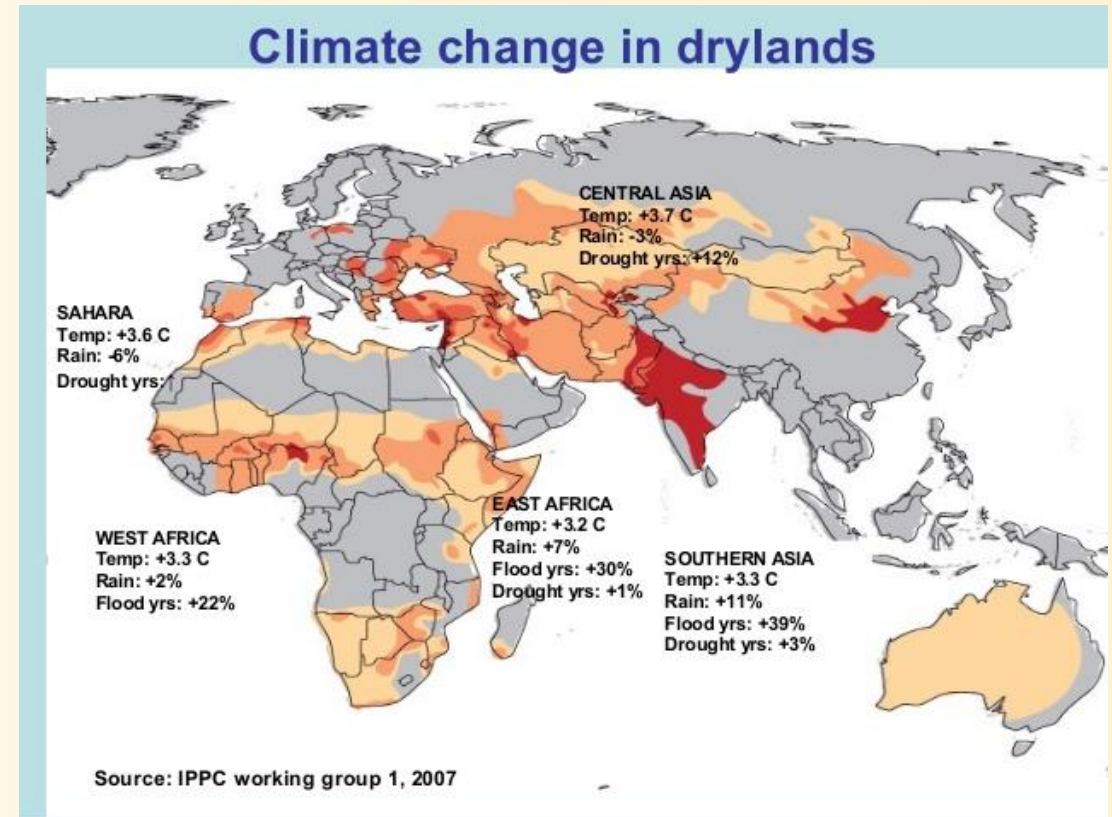 Climate change in drylands
CENTRAL ASIA
Temp: +3.7 C
Rain: -3%
Drought yrs: +12%
SAHARA
Temp: +3.6 C
Rain: -6%
Drought yrs:
WEST AFRICA
Temp: +3.3 C
Rain: +2%
Flood yrs: +22%
EAST AFRICA
Temp: +3.2 C
Rain: +7%
Flood yrs: +30%
Drought yrs: +1%
SOUTHERN ASIA
Temp: +3.3 C
Rain: +11%
Flood yrs: +39%
Drought yrs: +3%
Source: IPPC working group 1, 2007